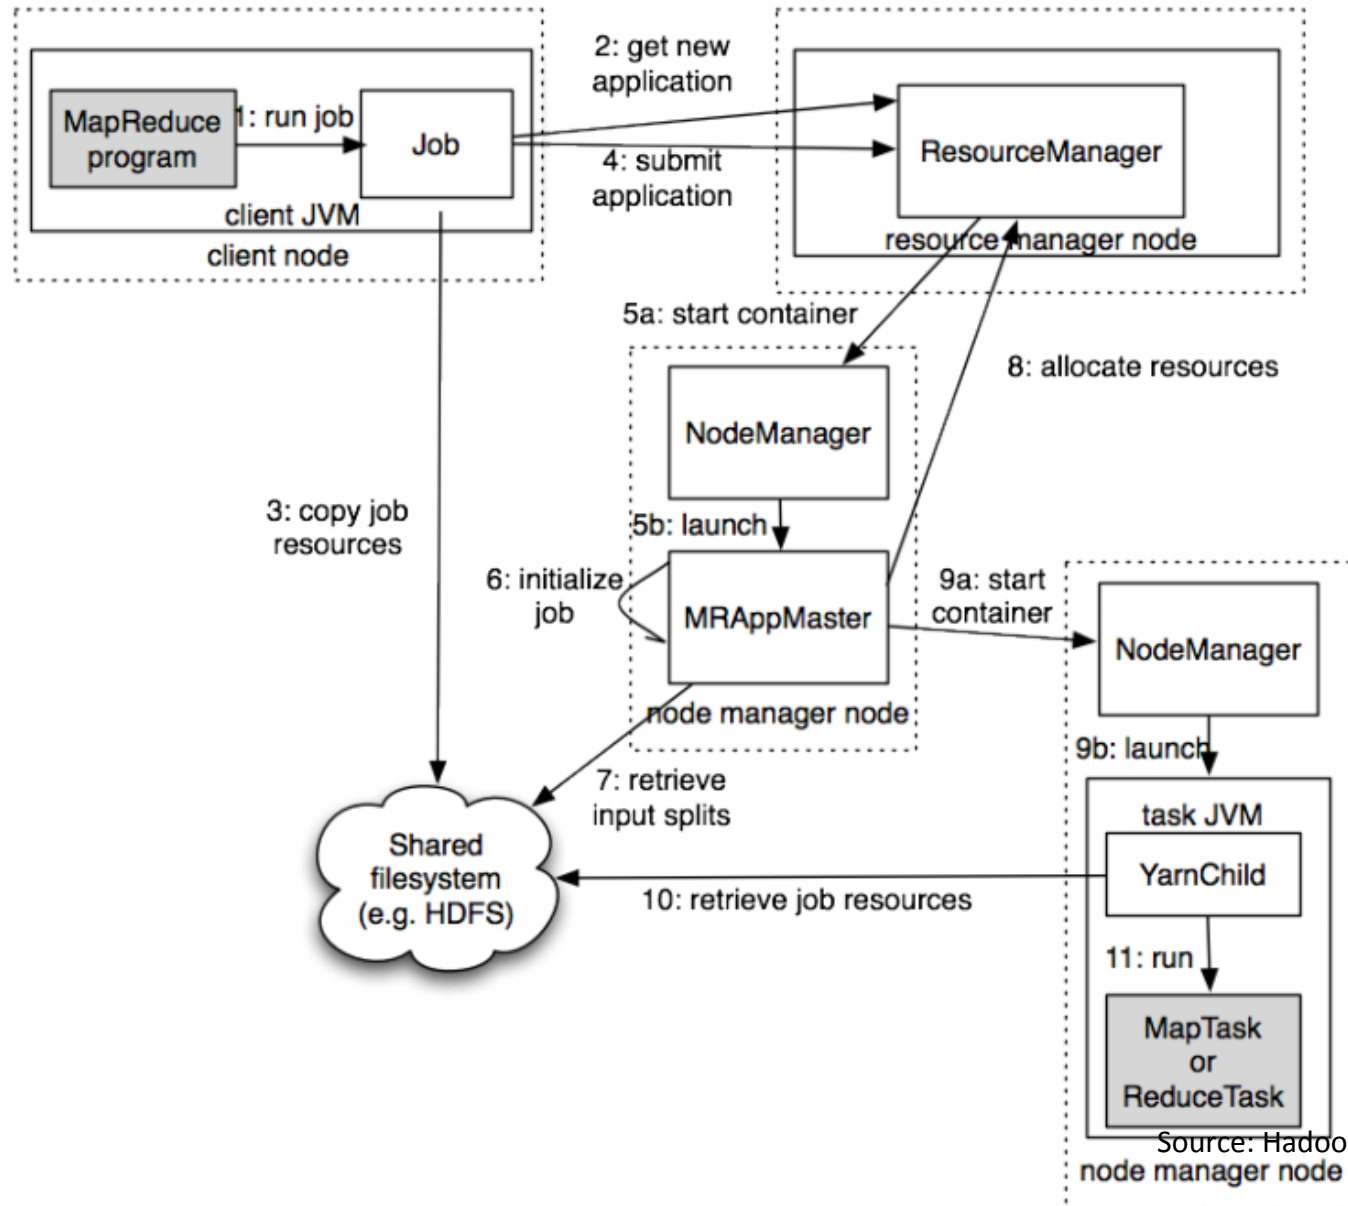 2: get new
application
MapReduce
program
1: run job
Job
ResourceManager
4: submit
application
client JVM
client node
resource manager node
5a: start container
8: allocate resources
NodeManager
3: copy job
resources
5b: launch
6: initialize
job
MRAppMaster
9a: start
container
NodeManager
node manager node
9b: launch
7: retrieve
input splits
task JVM
Shared
filesystem
(e.g. HDFS)
YarnChild
10: retrieve job resources
11: run
MapTask
or
ReduceTask
Source: Hadoo
node manager node